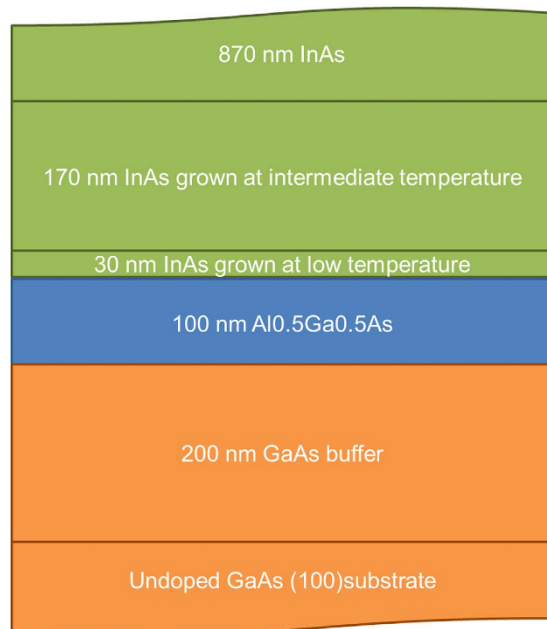 870 nm InAs
170 nm InAs grown at intermediate temperature
30 nm InAs grown at low temperature
100 nm Al0.5Ga0.5As
200 nm GaAs buffer
Undoped GaAs (100)substrate